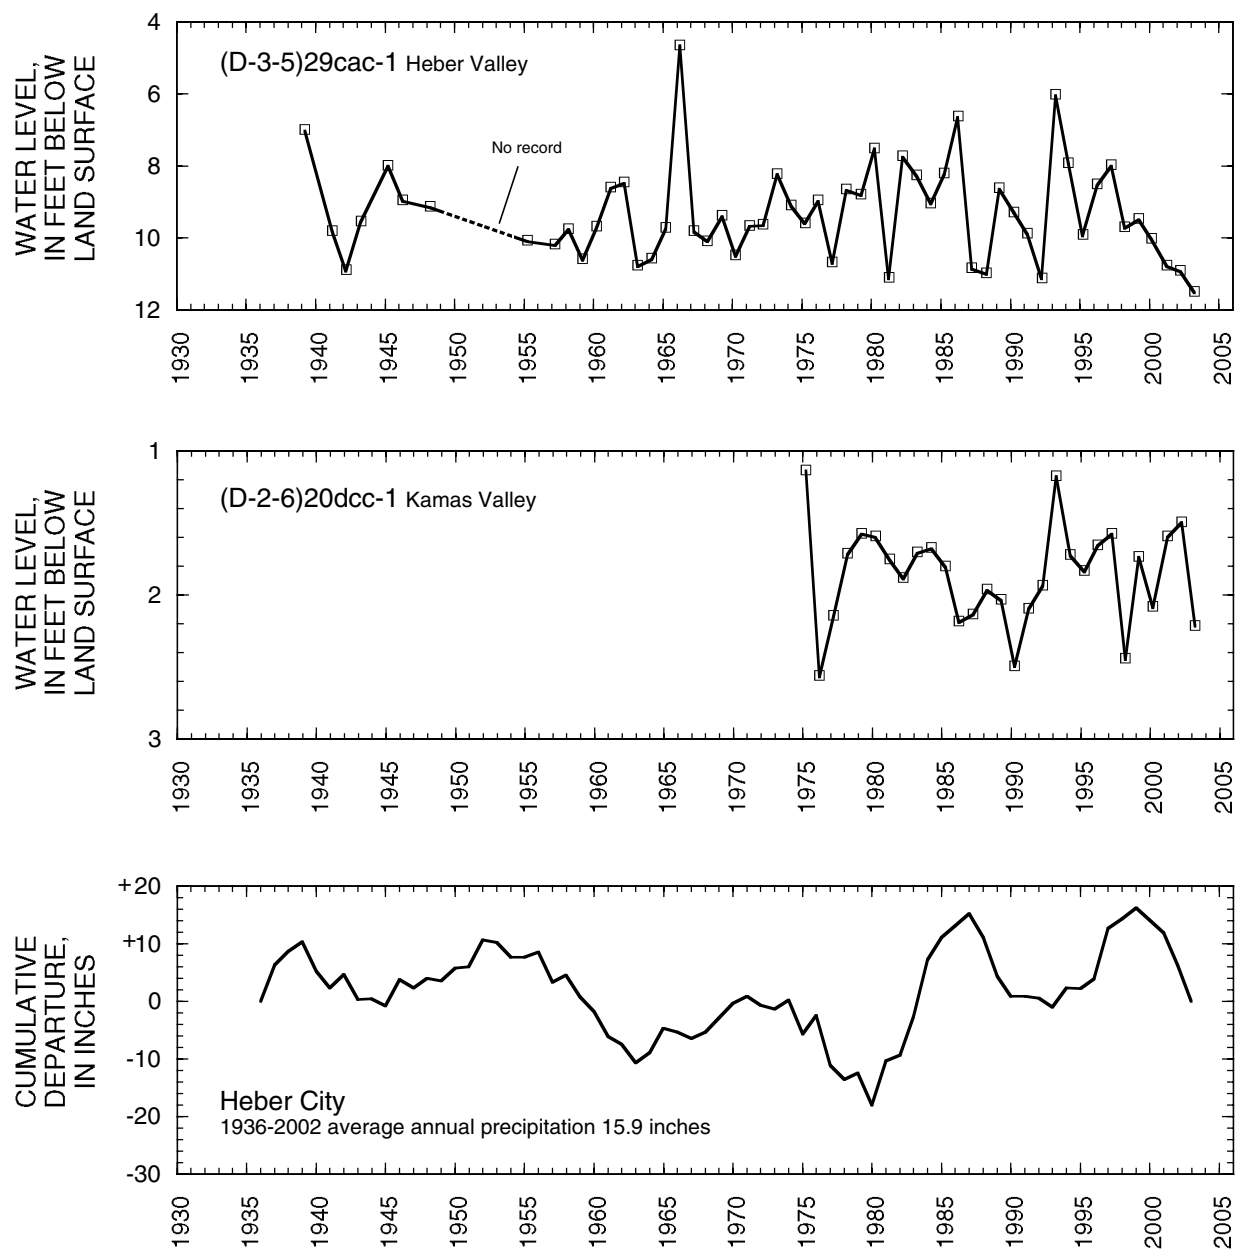 4
6
8
10
12
WATER LEVEL,
IN FEET BELOW
LAND SURFACE
(D-3-5)29cac-1 Heber Valley
No record
1930 1935 1940 1945 1950 1955 1960 1965 1970 1975 1980 1985 1990 1995 2000 2005
1
2
3
WATER LEVEL,
IN FEET BELOW
LAND SURFACE
(D-2-6)20dcc-1 Kamas Valley
1930 1935 1940 1945 1950 1955 1960 1965 1970 1975 1980 1985 1990 1995 2000 2005
+20
+10
0
-10
-20
-30
CUMULATIVE
DEPARTURE,
IN INCHES
Heber City
1936-2002 average annual precipitation 15.9 inches
1930 1935 1940 1945 1950 1955 1960 1965 1970 1975 1980 1985 1990 1995 2000 2005